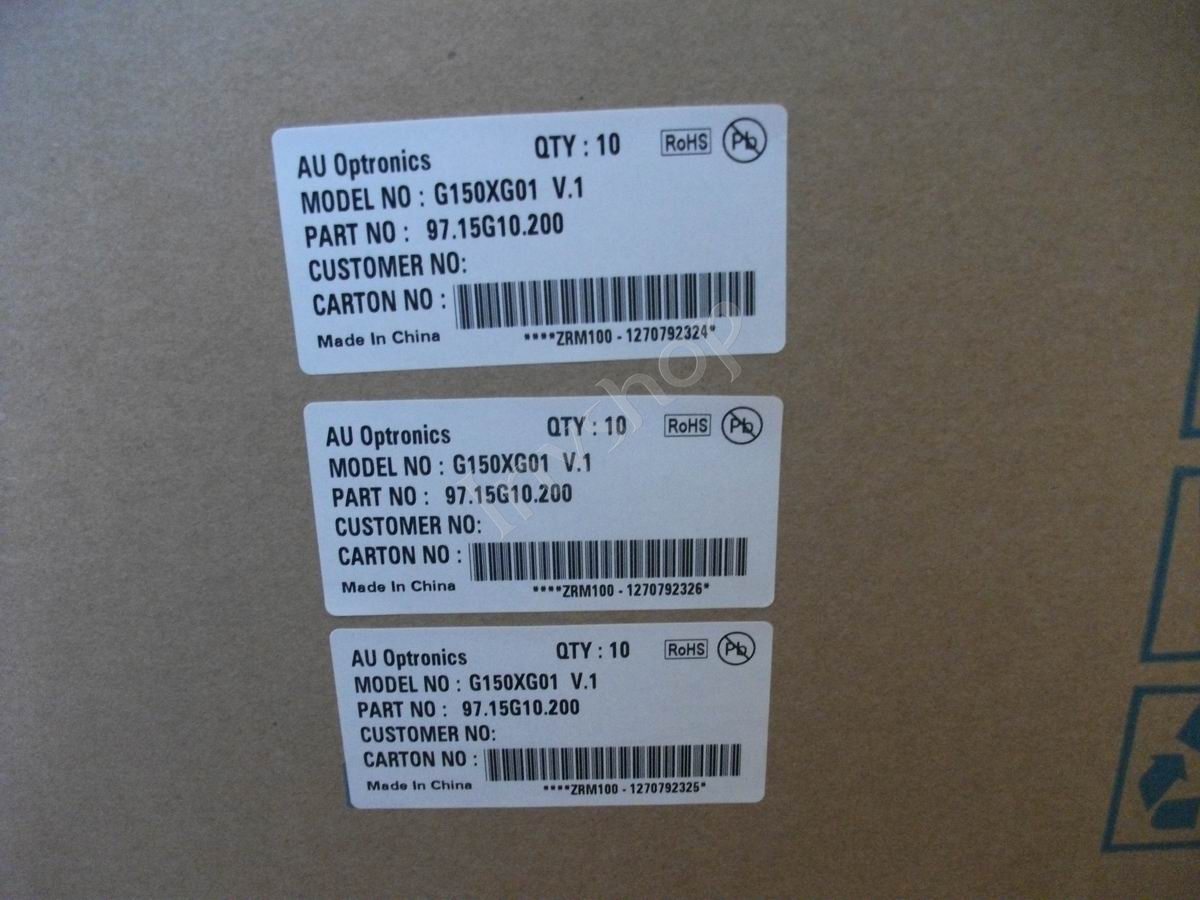 AU Optronics QTY : 10 RoHS Pb
MODEL NO : G150XG01 V.1
PART NO : 97.15G10.200
CUSTOMER NO:
CARTON NO :
Made In China ****ZRM100 - 1270792324*
AU Optronics QTY : 10 RoHS Pb
MODEL NO : G150XG01 V.1
PART NO : 97.15G10.200
CUSTOMER NO:
CARTON NO :
Made In China ****ZRM100 - 1270792326*
AU Optronics QTY : 10 RoHS Pb
MODEL NO : G150XG01 V.1
PART NO : 97.15G10.200
CUSTOMER NO:
CARTON NO :
Made In China ****ZRM100 - 1270792325*